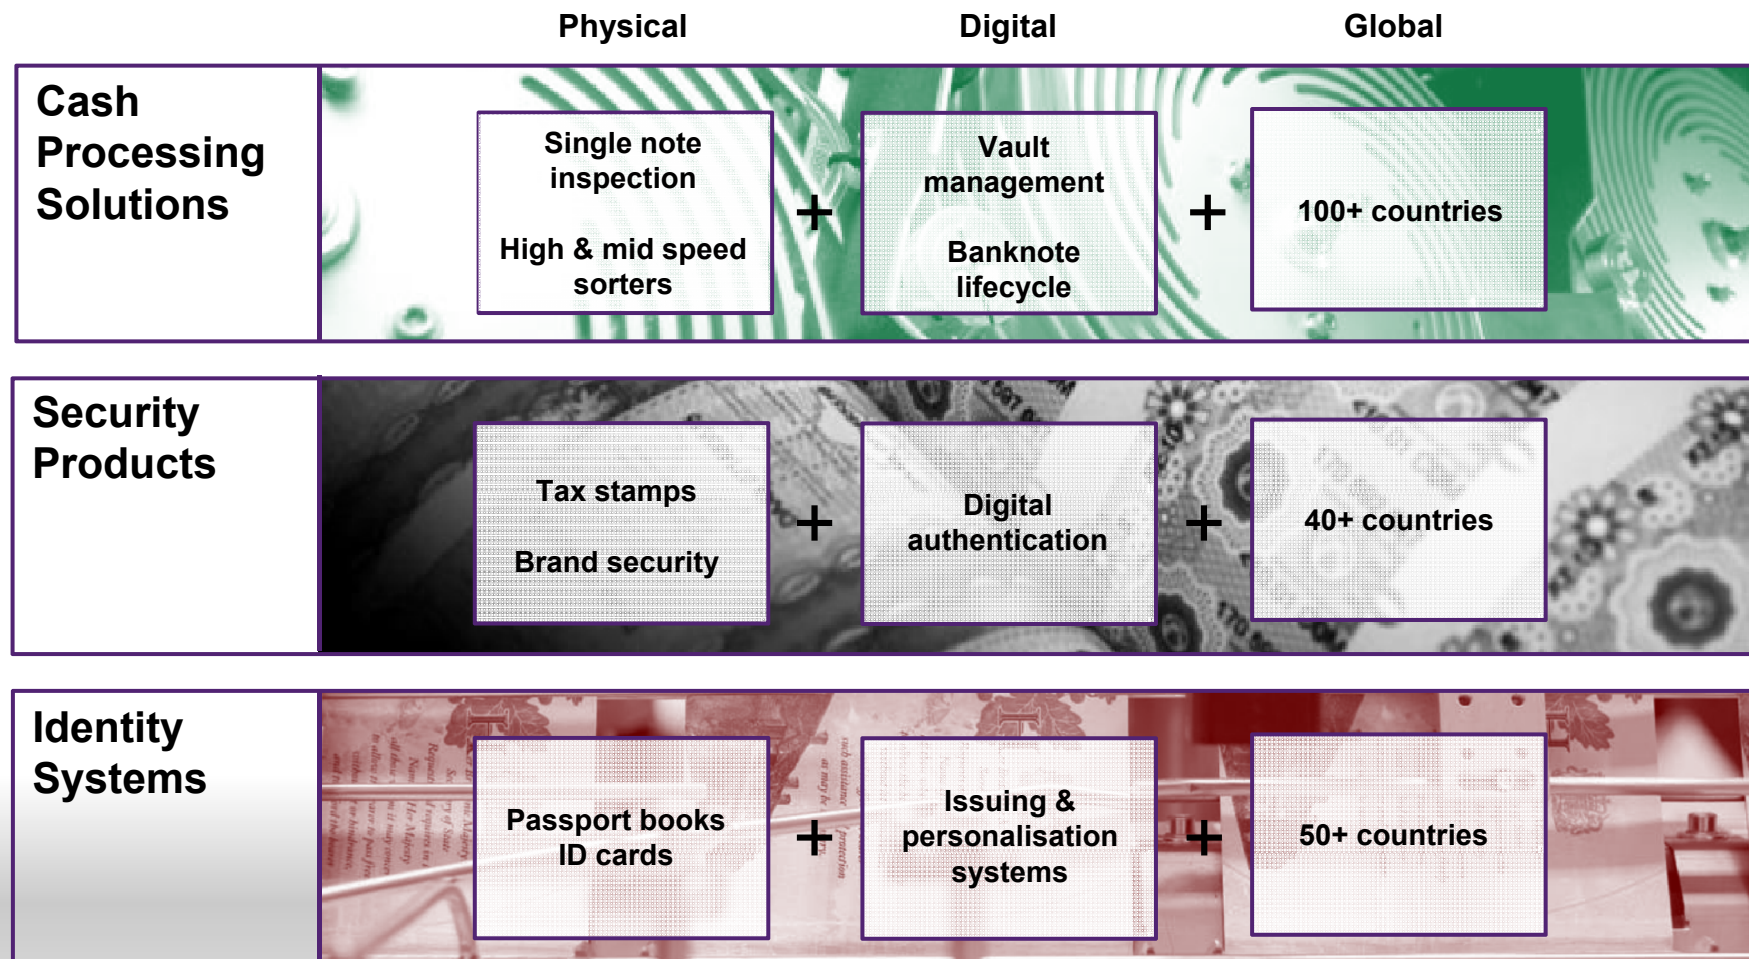 Physical
Digital
Global
Cash
Processing
Solutions
Single note
inspection
High & mid speed
sorters
+
Vault
management
Banknote
lifecycle
+
100+ countries
Security
Products
Tax stamps
Brand security
+
Digital
authentication
+
40+ countries
Identity
Systems
Passport books
ID cards
+
Issuing &
personalisation
systems
+
50+ countries